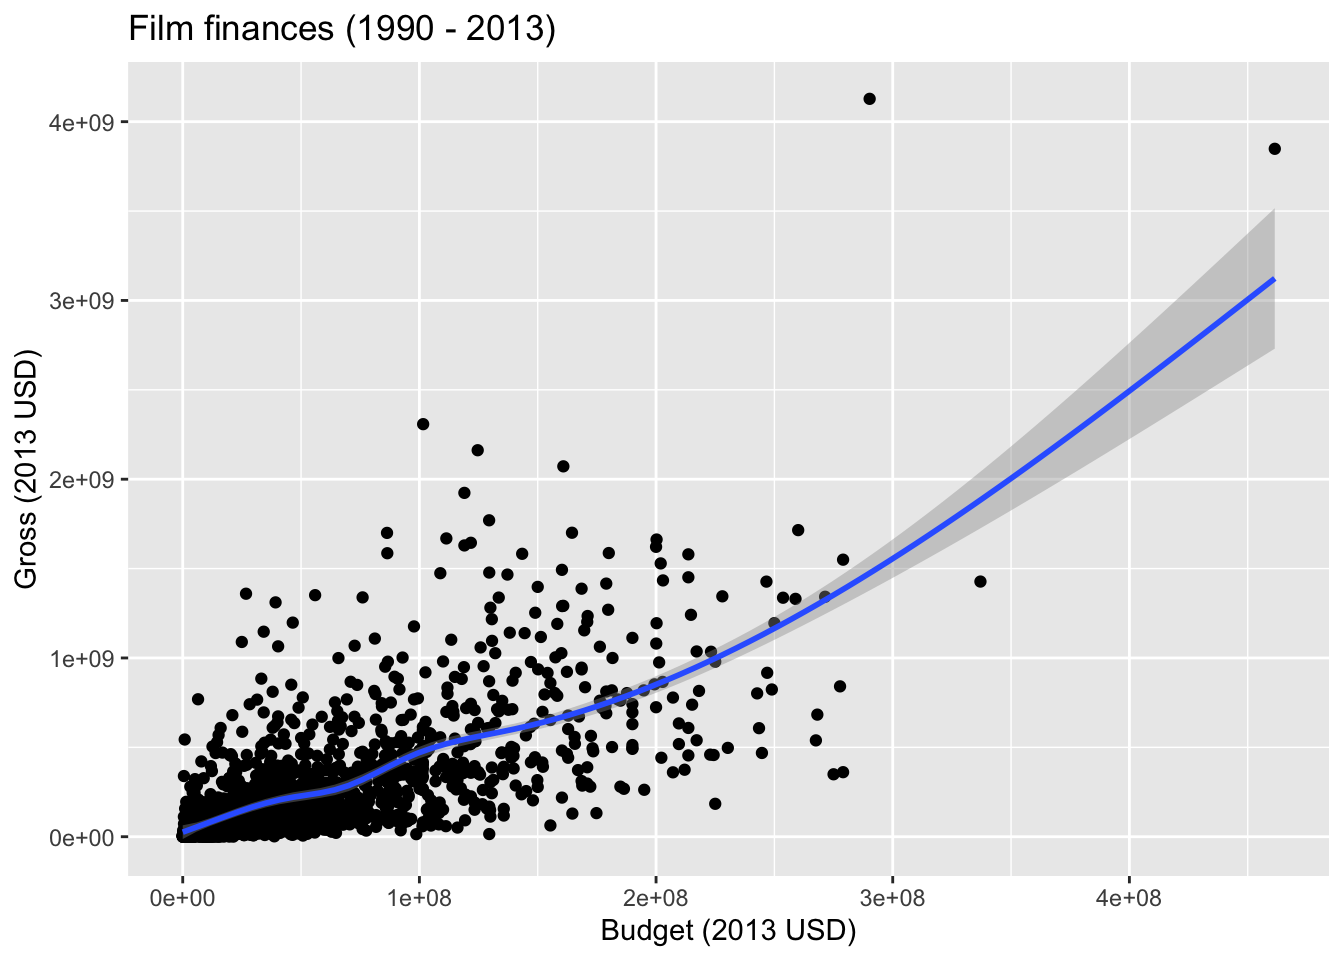 Film finances (1990 - 2013)
4e+09
3e+09
2e+09
1e+09
0e+00
Gross (2013 USD)
0e+00 1e+08 2e+08 3e+08 4e+08
Budget (2013 USD)